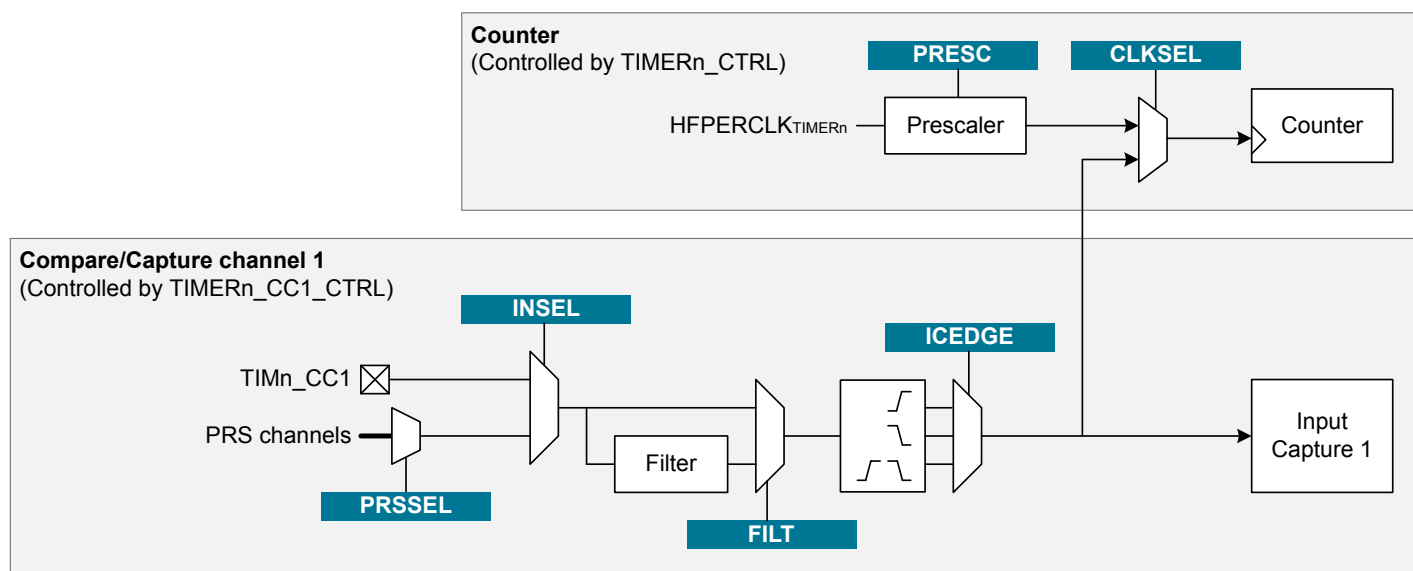 Counter
(Controlled by TIMERn_CTRL)
PRESC
CLKSEL
HFPERCLKTIMERn
Prescaler
Counter
Compare/Capture channel 1
(Controlled by TIMERn_CC1_CTRL)
INSEL
ICEDGE
TIMn_CC1
PRS channels
Filter
Input
Capture 1
PRSSEL
FILT